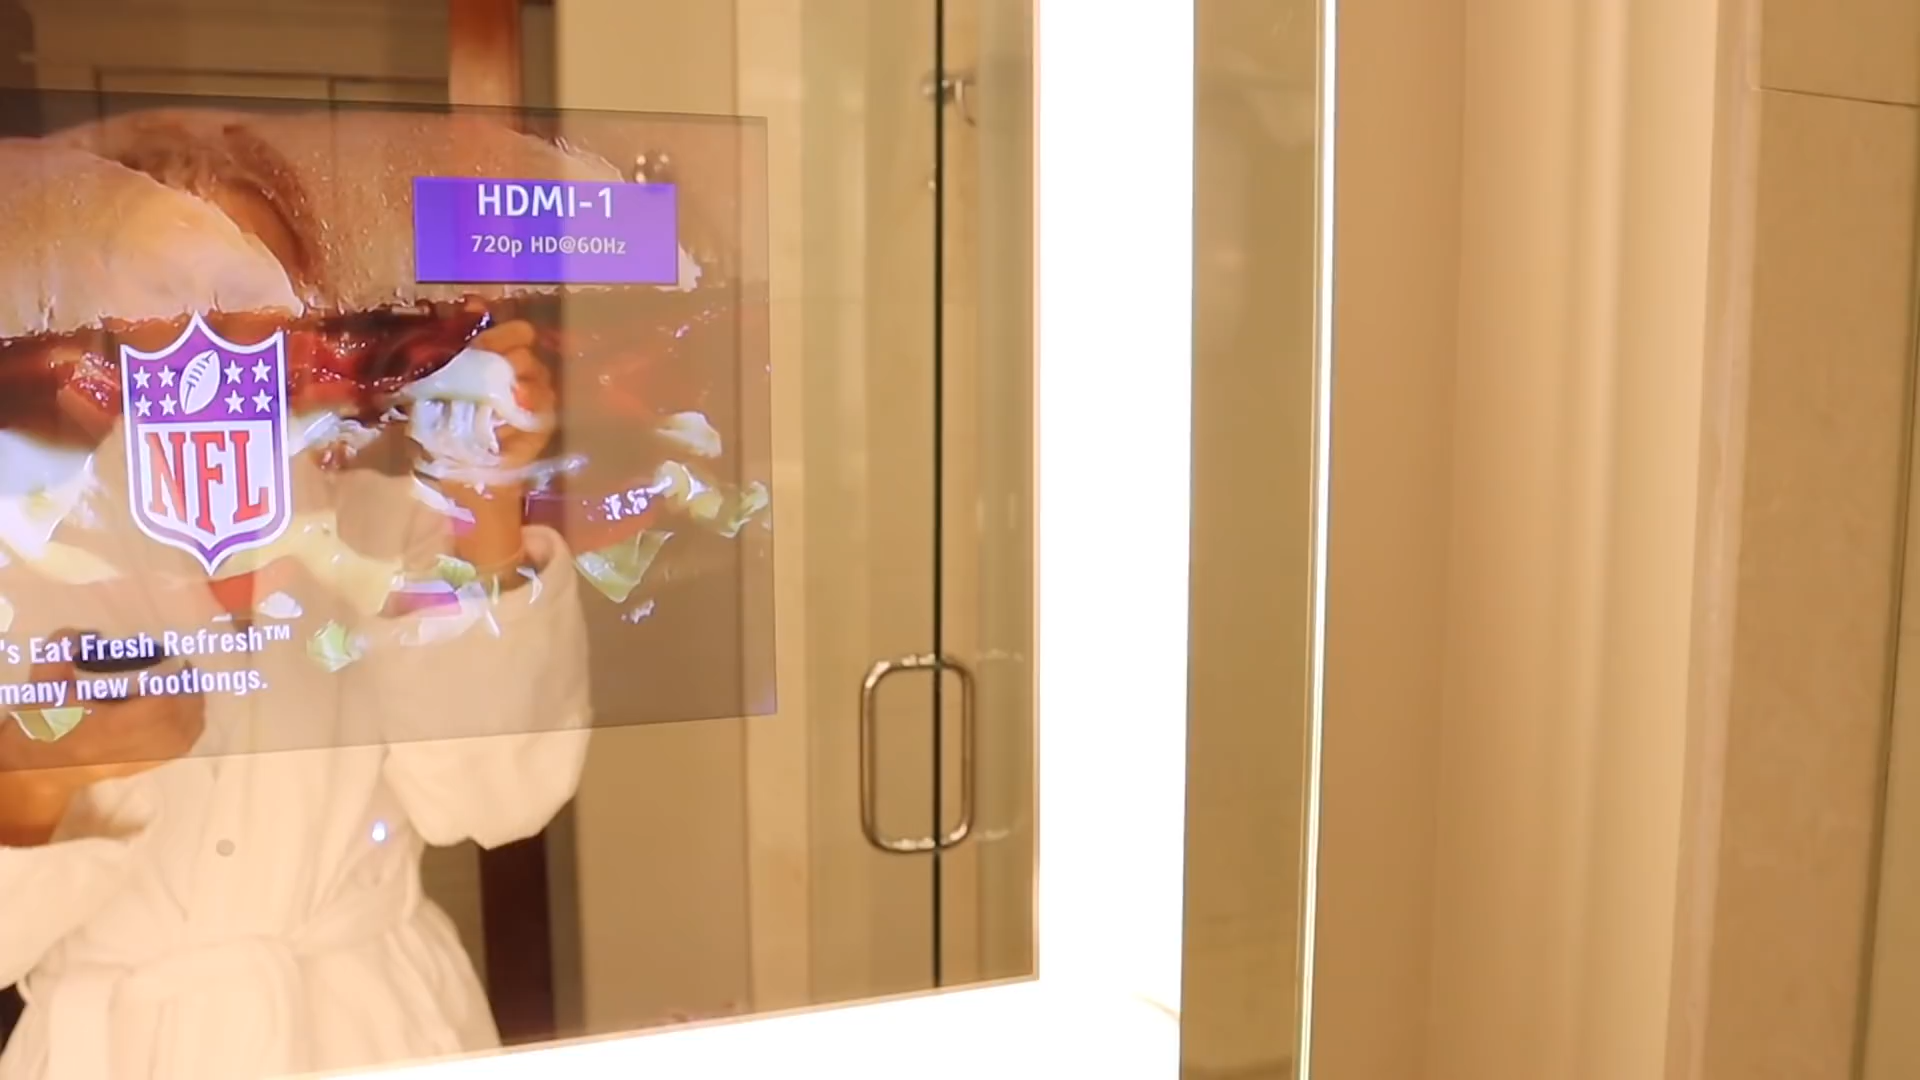 HDMI-1
720p HD@60Hz
NFL
's Eat Fresh Refresh™
many new footlongs.